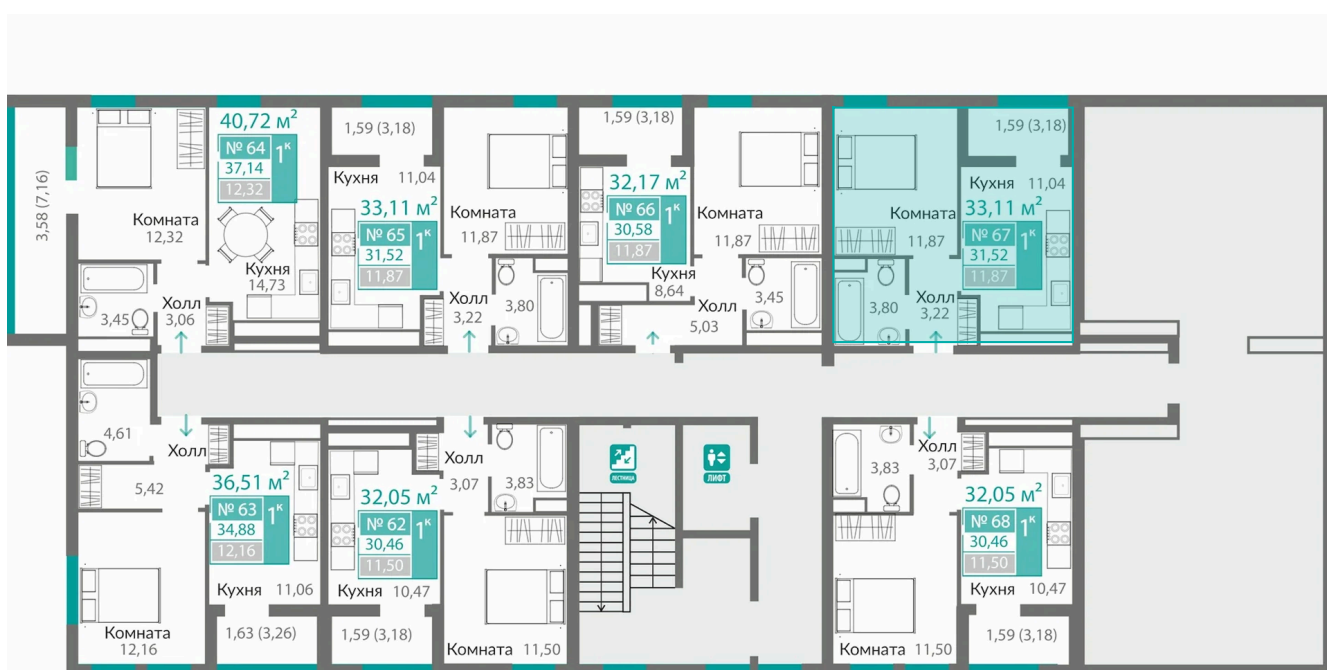 3,58 (7,16)
Комната
12,32
3,45
Холл
3,06
40,72 м²
№ 64
1К
37,14
12,32
Кухня
14,73
1,59 (3,18)
Кухня 11,04
33,11 м²
№ 65
1К
31,52
11,87
Комната
11,87
Холл
3,22
3,80
1,59 (3,18)
32,17 м²
№ 66
1К
30,58
11,87
Кухня
8,64
Комната
11,87
Холл
5,03
3,45
Комната
11,87
3,80
Холл
3,22
1,59 (3,18)
Кухня 11,04
33,11 м²
№ 67
1К
31,52
11,87
4,61
Холл
5,42
36,51 м²
№ 63
1К
34,88
12,16
Кухня 11,06
Комната
12,16
1,63 (3,26)
32,05 м²
№ 62
1К
30,46
11,50
Кухня 10,47
1,59 (3,18)
Холл
3,07
3,83
Комната 11,50
ЛЕСТНИЦА
ЛИФТ
3,83
Холл
3,07
32,05 м²
№ 68
1К
30,46
11,50
Кухня 10,47
Комната 11,50
1,59 (3,18)